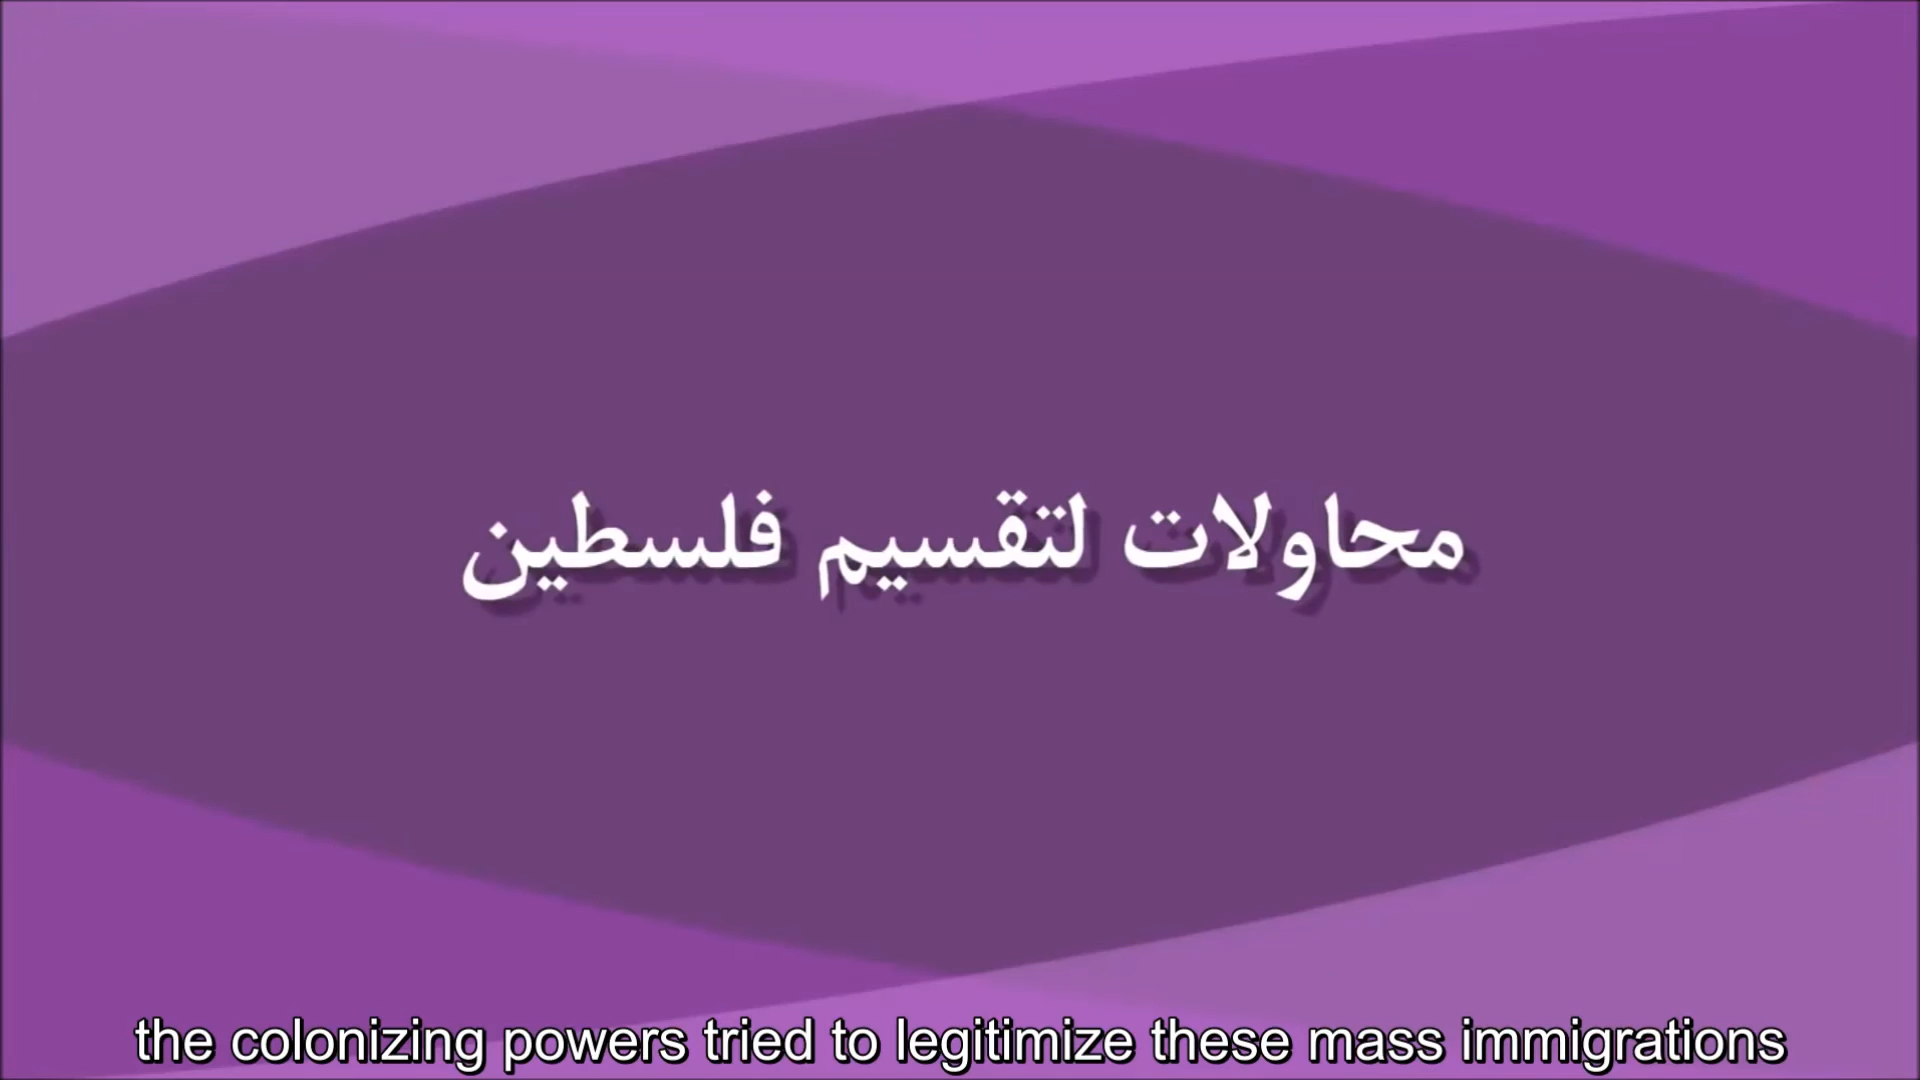 محاولات لتقسيم فلسطين
the colonizing powers tried to legitimize these mass immigrations